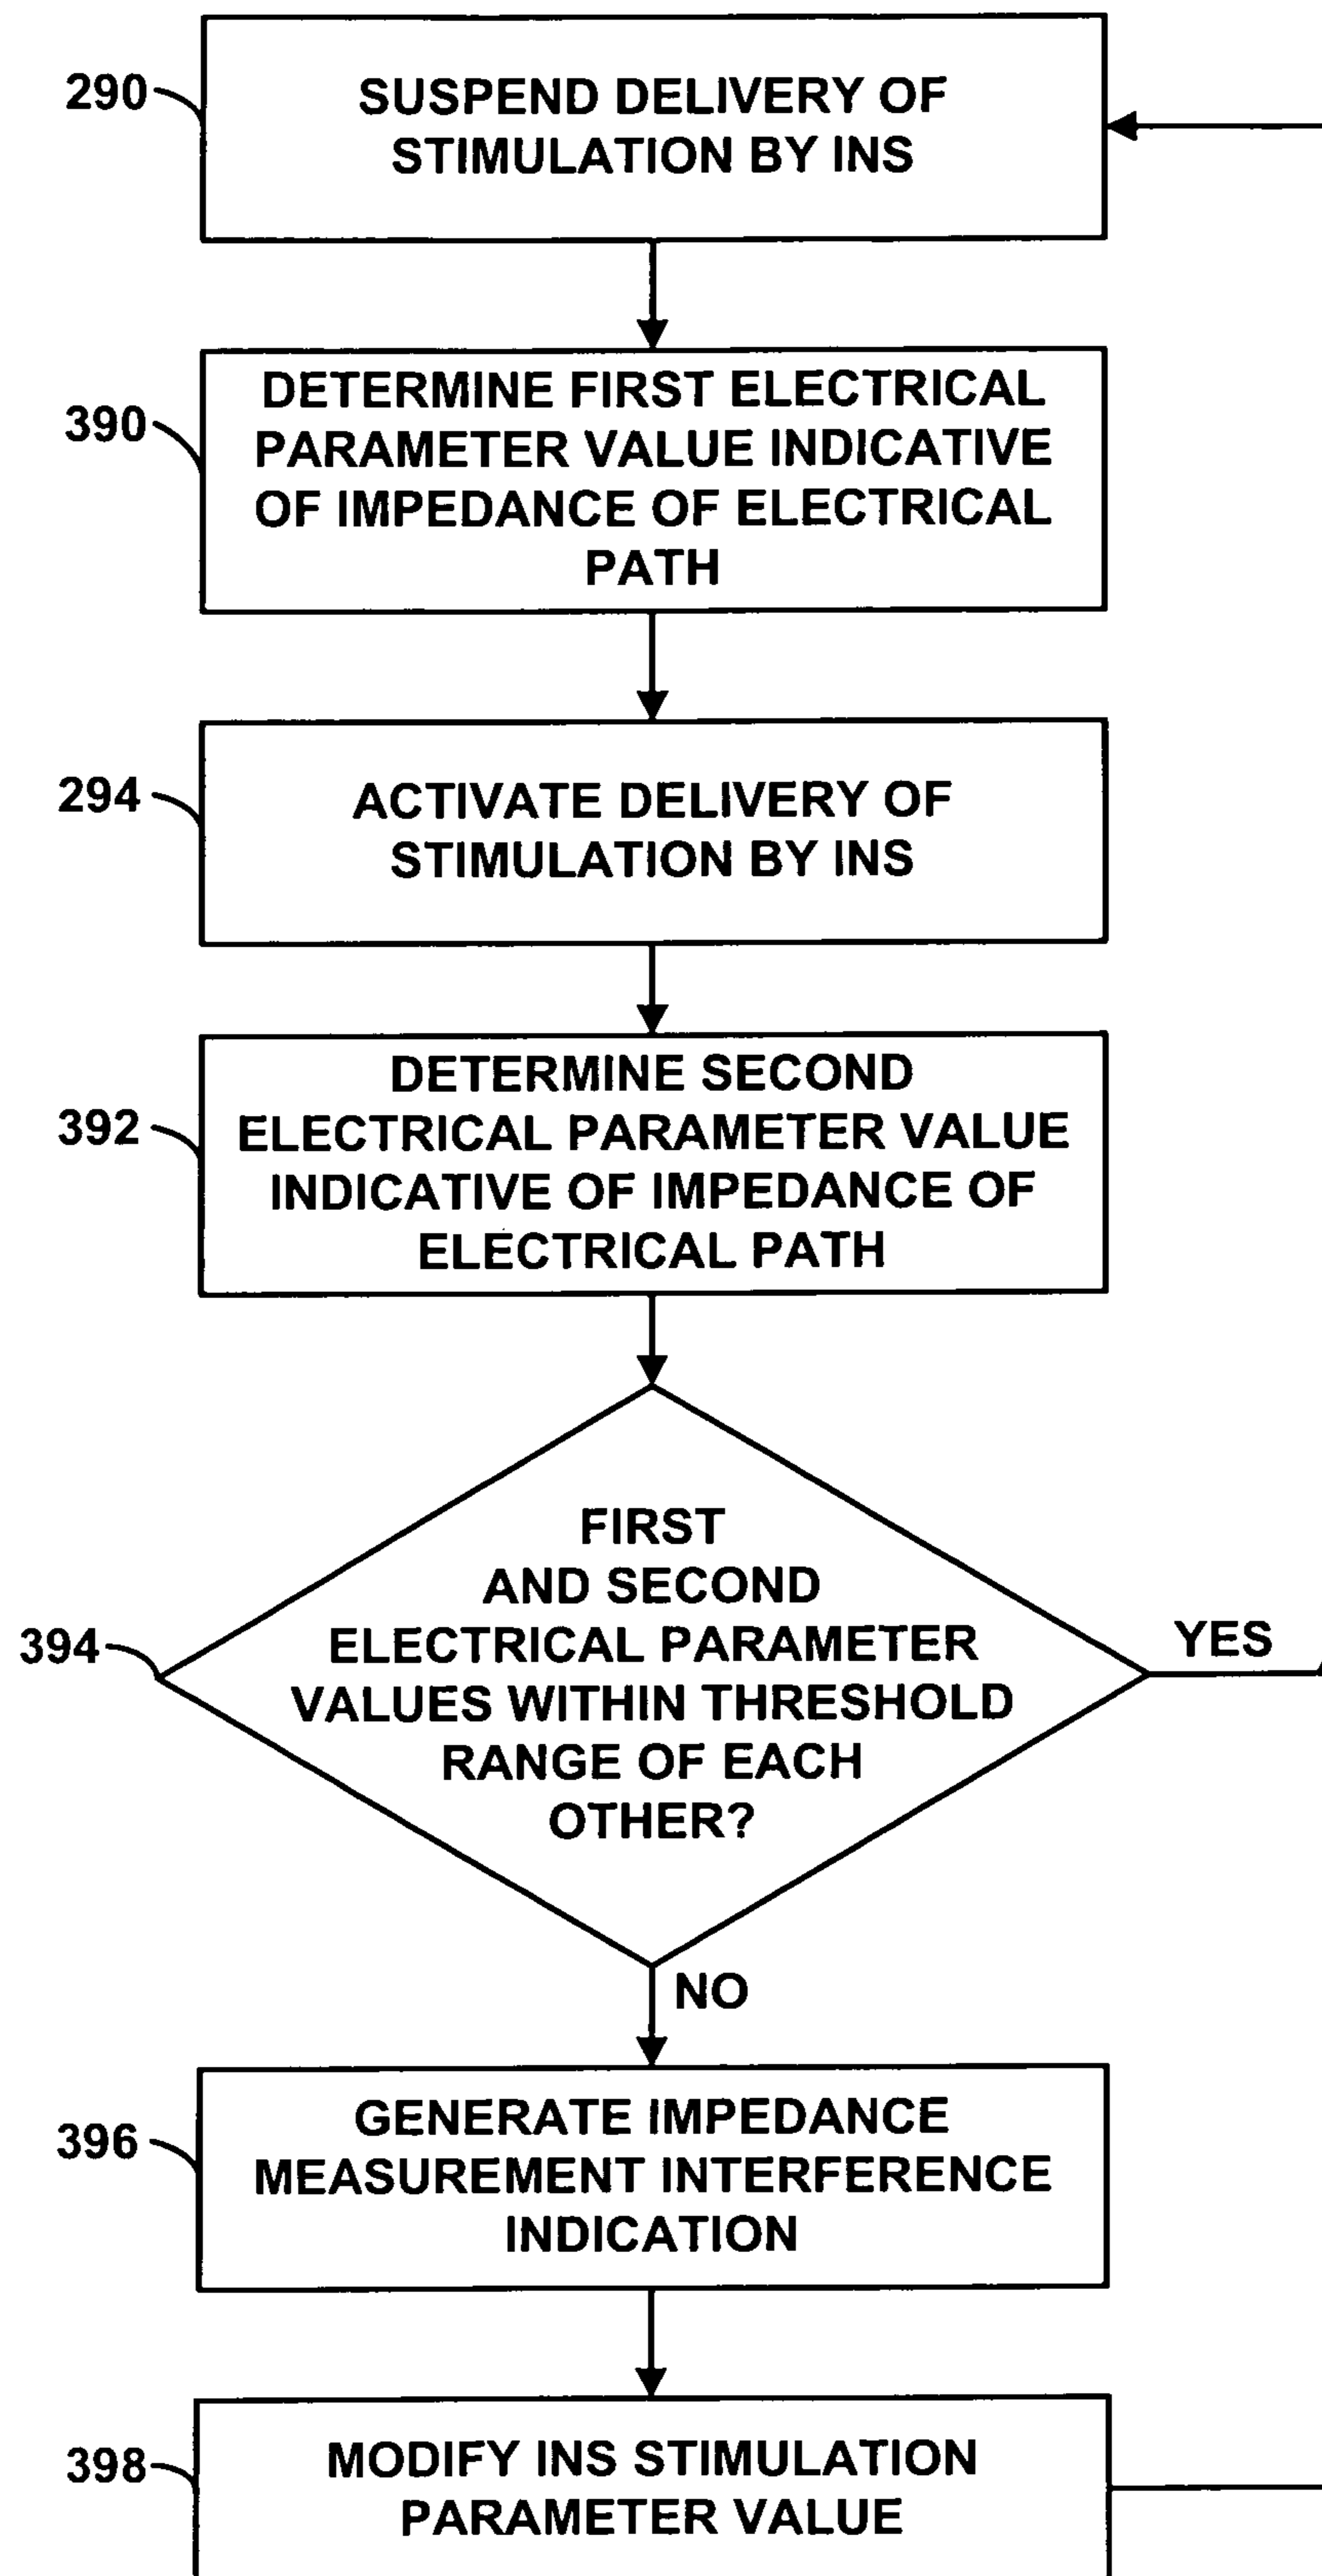 290
SUSPEND DELIVERY OF
STIMULATION BY INS
390
DETERMINE FIRST ELECTRICAL
PARAMETER VALUE INDICATIVE
OF IMPEDANCE OF ELECTRICAL
PATH
294
ACTIVATE DELIVERY OF
STIMULATION BY INS
392
DETERMINE SECOND
ELECTRICAL PARAMETER VALUE
INDICATIVE OF IMPEDANCE OF
ELECTRICAL PATH
394
FIRST
AND SECOND
ELECTRICAL PARAMETER
VALUES WITHIN THRESHOLD
RANGE OF EACH
OTHER?
YES
NO
396
GENERATE IMPEDANCE
MEASUREMENT INTERFERENCE
INDICATION
398
MODIFY INS STIMULATION
PARAMETER VALUE